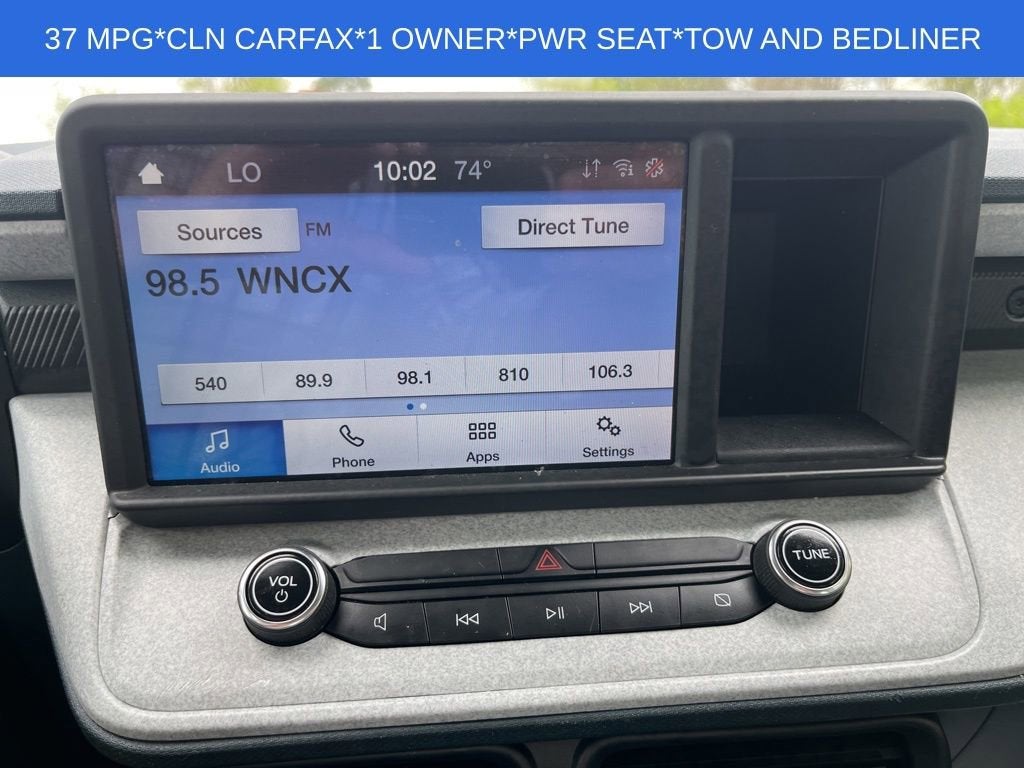 37 MPG*CLN CARFAX*1 OWNER*PWR SEAT*TOW AND BEDLINER
LO 10:02 74°
Sources FM Direct Tune
98.5 WNCX
540 89.9 98.1 810 106.3
Audio Phone Apps Settings
VOL TUNE